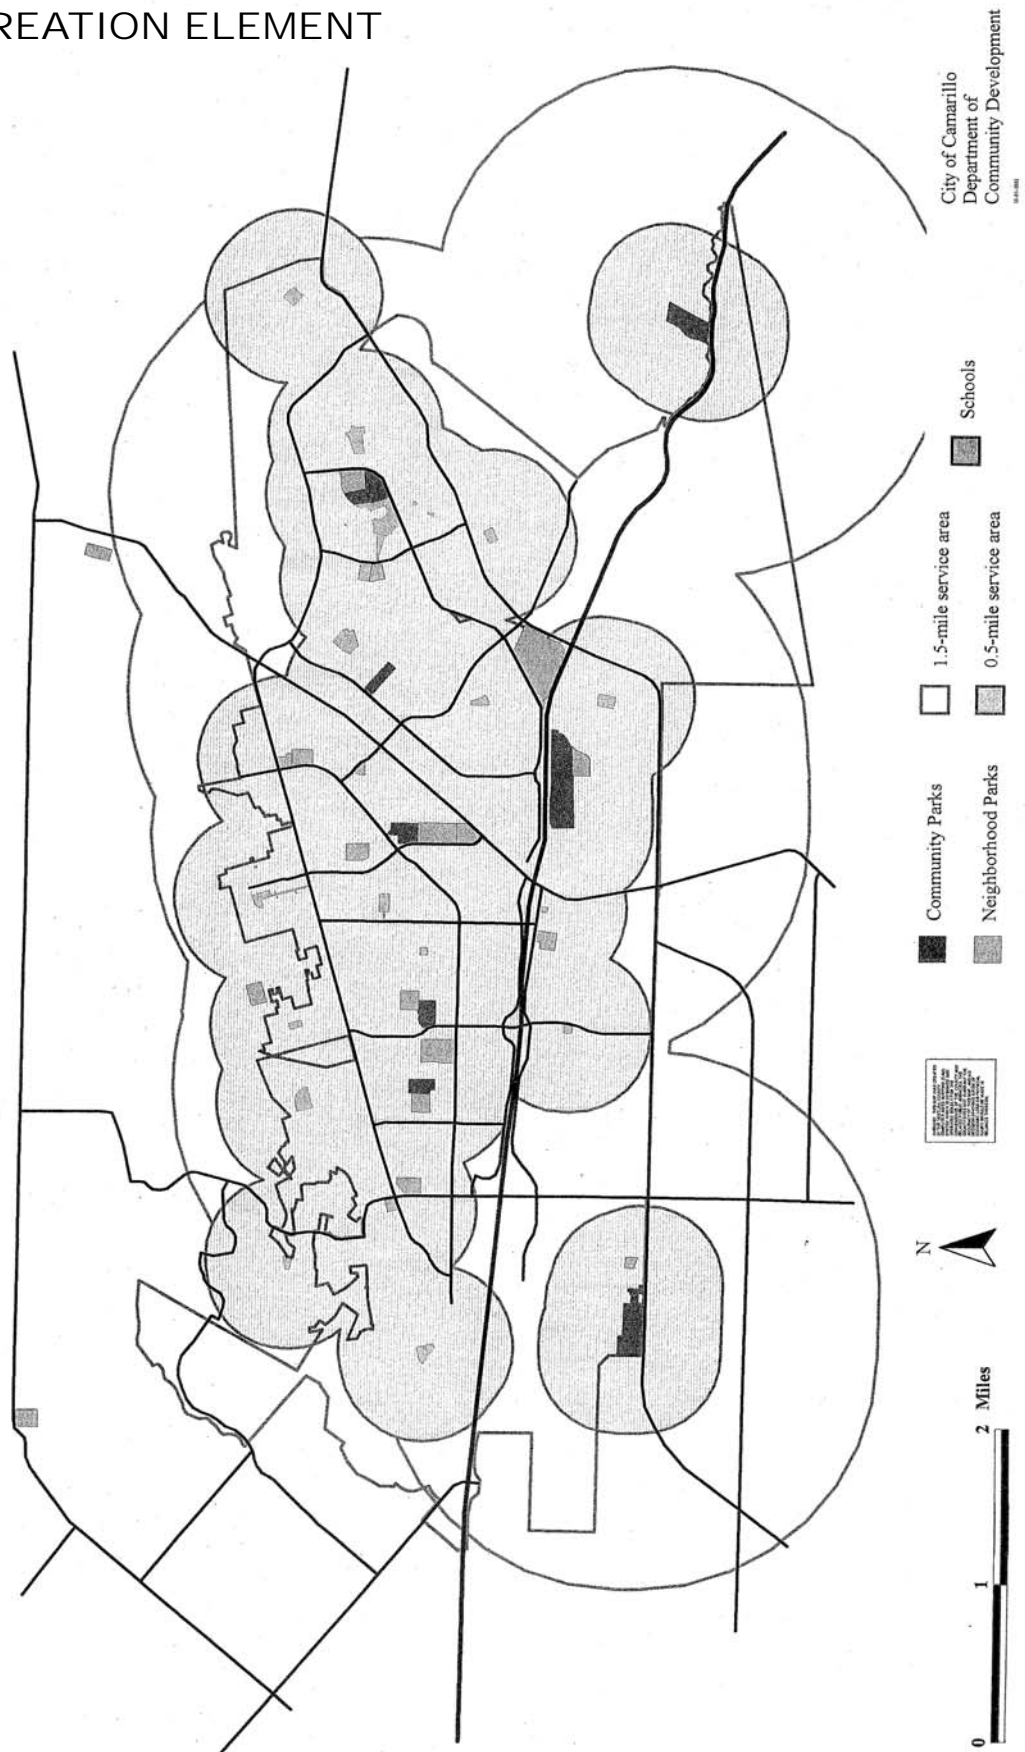 REATION ELEMENT
City of Camarillo
Department of
Community Development
Community Parks
1.5-mile service area
Schools
Neighborhood Parks
0.5-mile service area
N
0 1 2 Miles